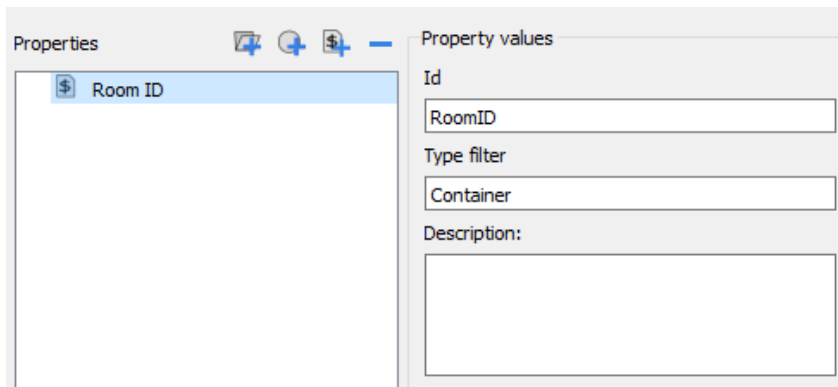 Properties
Room ID
Property values
Id
RoomID
Type filter
Container
Description: